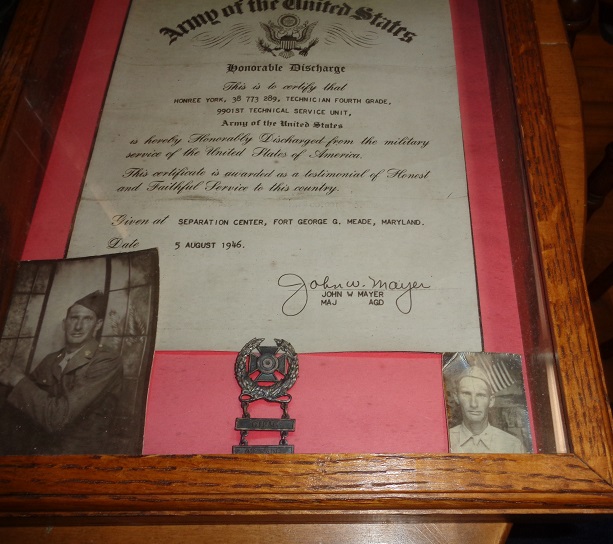 Army of the United States
Honorable Discharge
This is to certify that
HONREE YORK, 38 773 289, TECHNICIAN FOURTH GRADE,
9901ST TECHNICAL SERVICE UNIT,
Army of the United States
is hereby Honorably Discharged from the military
service of the United States of America.
This certificate is awarded as a testimonial of Honest
and Faithful Service to this country.
Given at SEPARATION CENTER, FORT GEORGE G. MEADE, MARYLAND.
Date 5 AUGUST 1946.
John W. Mayer
JOHN W MAYER
MAJ AGD